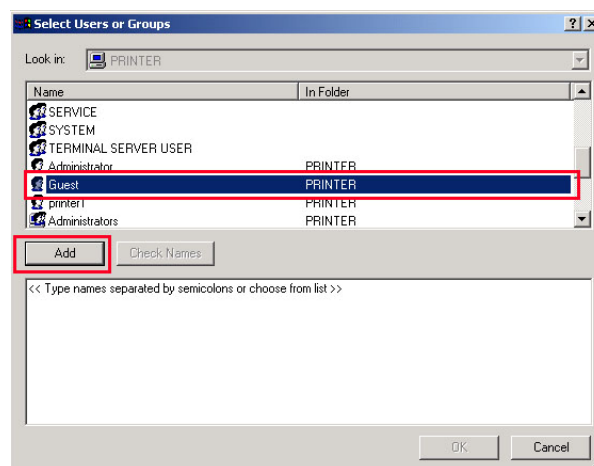 Select Users or Groups
Look in: PRINTER
Name In Folder
SERVICE
SYSTEM
TERMINAL SERVER USER
Administrator PRINTER
Guest PRINTER
printer1 PRINTER
Administrators PRINTER
Add Check Names
<< Type names separated by semicolons or choose from list >>
OK Cancel